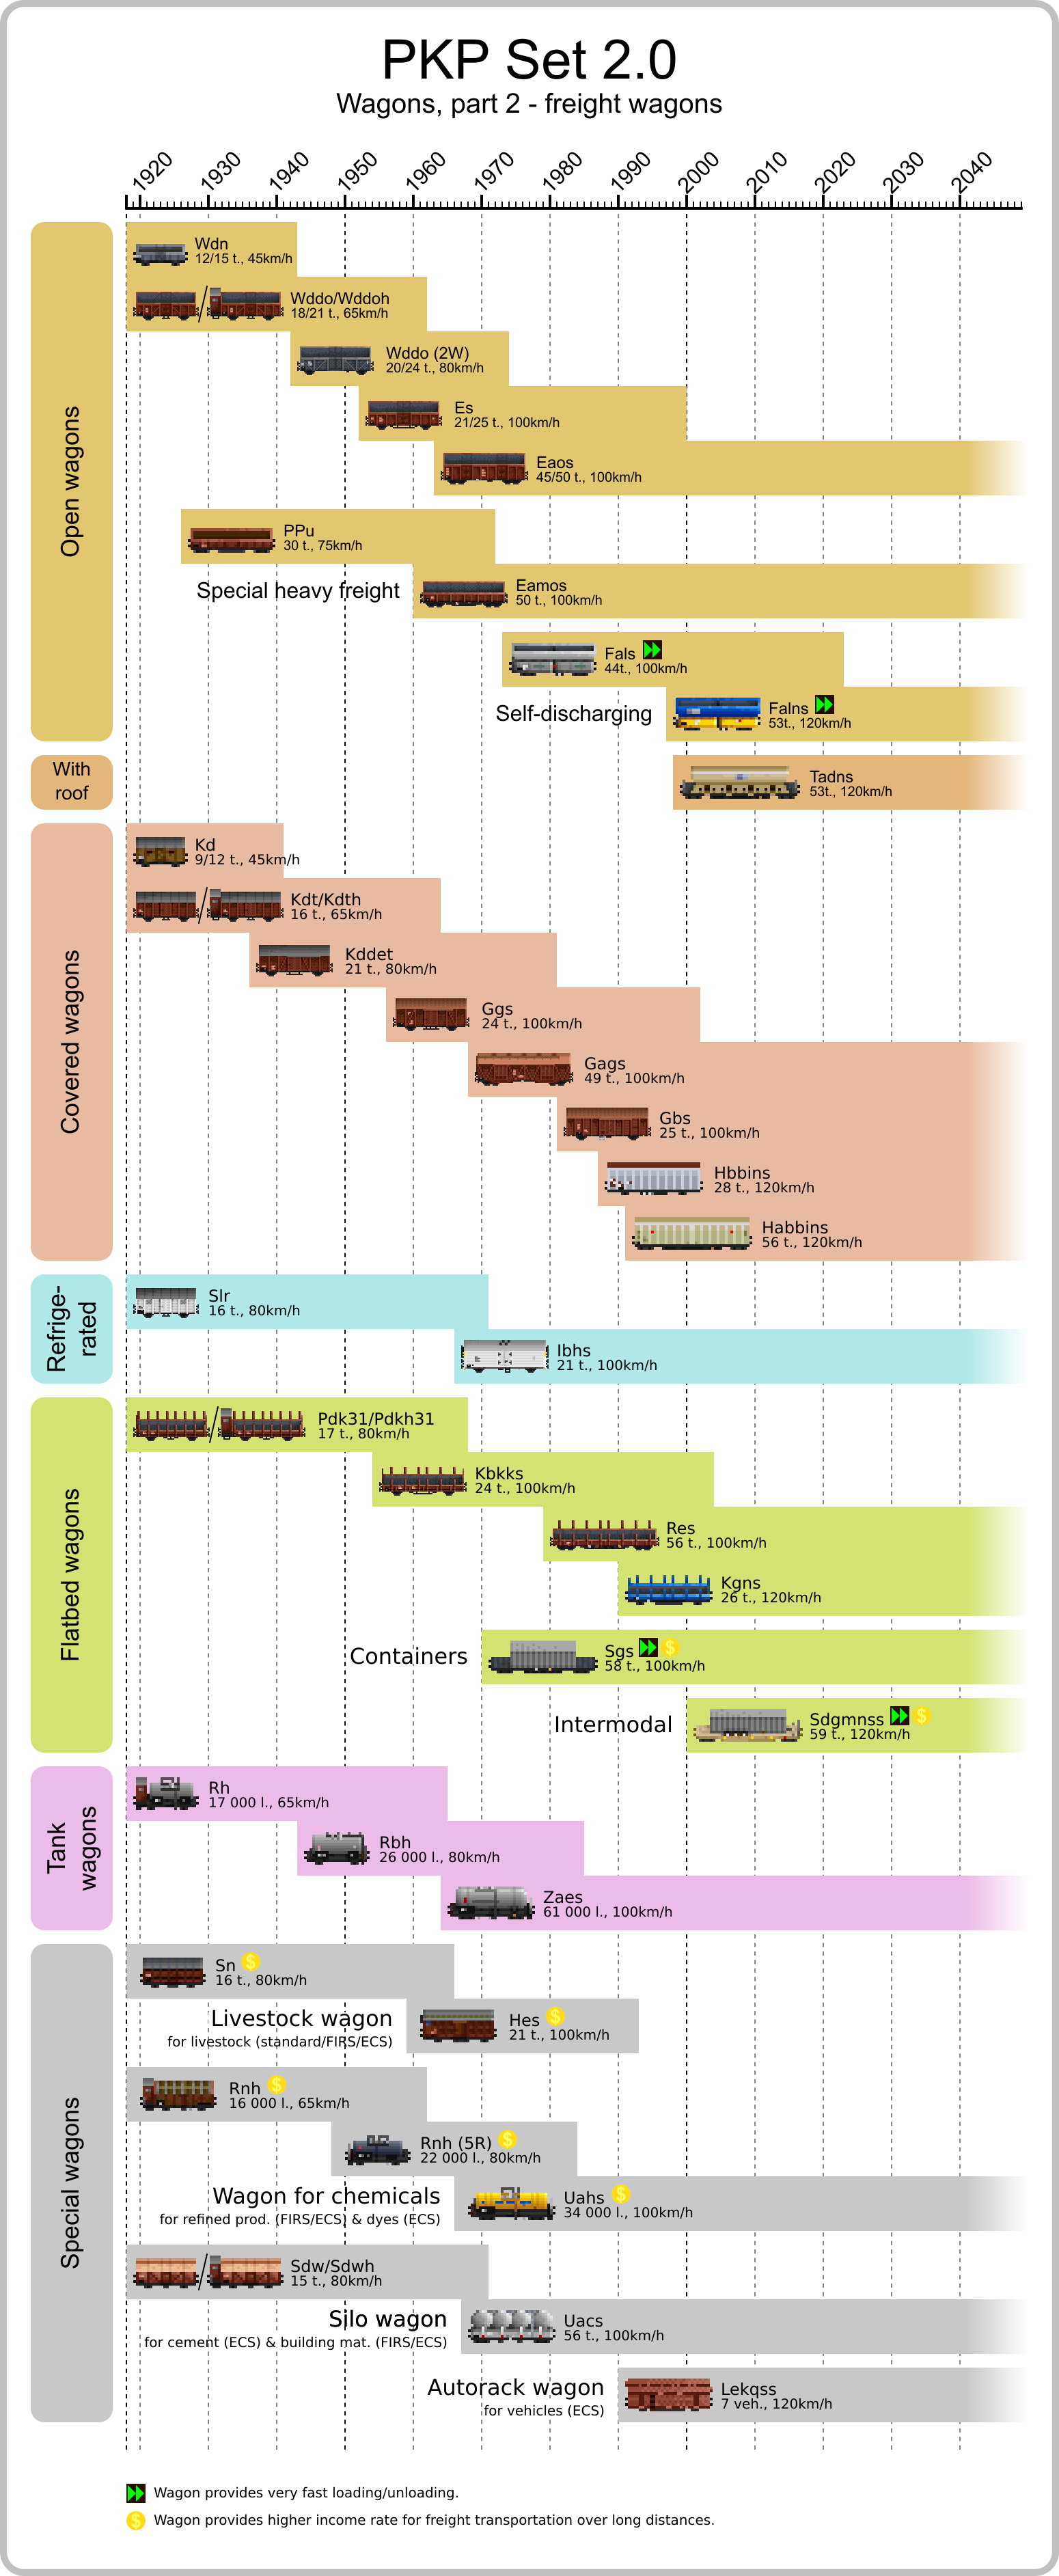 PKP Set 2.0
Wagons, part 2 - freight wagons
1920 1930 1940 1950 1960 1970 1980 1990 2000 2010 2020 2030 2040
Open wagons
Wdn
12/15 t., 45km/h
Wddo/Wddoh
18/21 t., 65km/h
Wddo (2W)
20/24 t., 80km/h
Es
21/25 t., 100km/h
Eaos
45/50 t., 100km/h
PPu
30 t., 75km/h
Special heavy freight
Eamos
50 t., 100km/h
Fals
44t., 100km/h
Self-discharging
Falns
53t., 120km/h
With
roof
Tadns
53t., 120km/h
Covered wagons
Kd
9/12 t., 45km/h
Kdt/Kdth
16 t., 65km/h
Kddet
21 t., 80km/h
Ggs
24 t., 100km/h
Gags
49 t., 100km/h
Gbs
25 t., 100km/h
Hbbins
28 t., 120km/h
Habbins
56 t., 120km/h
Refrige-
rated
Slr
16 t., 80km/h
Ibhs
21 t., 100km/h
Flatbed wagons
Pdk31/Pdkh31
17 t., 80km/h
Kbkks
24 t., 100km/h
Res
56 t., 100km/h
Kgns
26 t., 120km/h
Containers
Sgs $
58 t., 100km/h
Intermodal
Sdgmnss $
59 t., 120km/h
Tank
wagons
Rh
17 000 l., 65km/h
Rbh
26 000 l., 80km/h
Zaes
61 000 l., 100km/h
Special wagons
Sn $
16 t., 80km/h
Livestock wagon
for livestock (standard/FIRS/ECS)
Hes $
21 t., 100km/h
Rnh $
16 000 l., 65km/h
Rnh (5R) $
22 000 l., 80km/h
Wagon for chemicals
for refined prod. (FIRS/ECS) & dyes (ECS)
Uahs $
34 000 l., 100km/h
Sdw/Sdwh
15 t., 80km/h
Silo wagon
for cement (ECS) & building mat. (FIRS/ECS)
Uacs
56 t., 100km/h
Autorack wagon
for vehicles (ECS)
Lekqss
7 veh., 120km/h
Wagon provides very fast loading/unloading.
$ Wagon provides higher income rate for freight transportation over long distances.